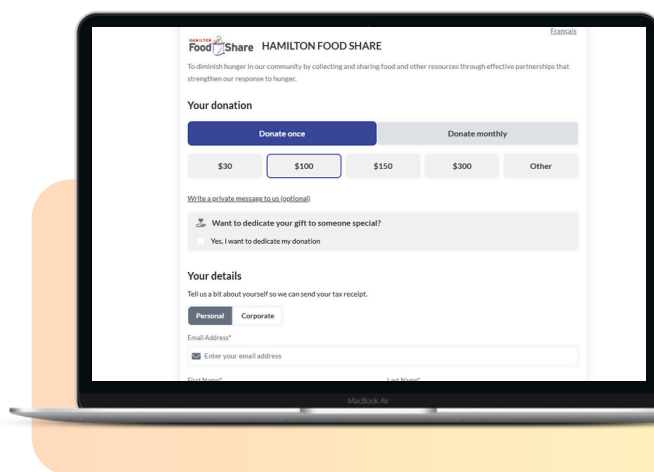 Français
HAMILTON
Food Share HAMILTON FOOD SHARE
To diminish hunger in our community by collecting and sharing food and other resources through effective partnerships that
strengthen our response to hunger.
Your donation
Donate once Donate monthly
$30 $100 $150 $300 Other
Write a private message to us (optional)
Want to dedicate your gift to someone special?
Yes, I want to dedicate my donation
Your details
Tell us a bit about yourself so we can send your tax receipt.
Personal Corporate
Email Address*
Enter your email address
First Name* Last Name*
MacBook Air